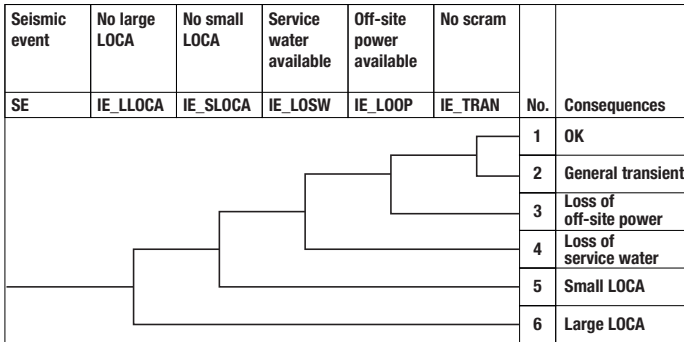 Seismic event
No large LOCA
No small LOCA
Service water available
Off-site power available
No scram
SE
IE_LLOCA
IE_SLOCA
IE_LOSW
IE_LOOP
IE_TRAN
No.
Consequences
1 OK
2 General transient
3 Loss of off-site power
4 Loss of service water
5 Small LOCA
6 Large LOCA